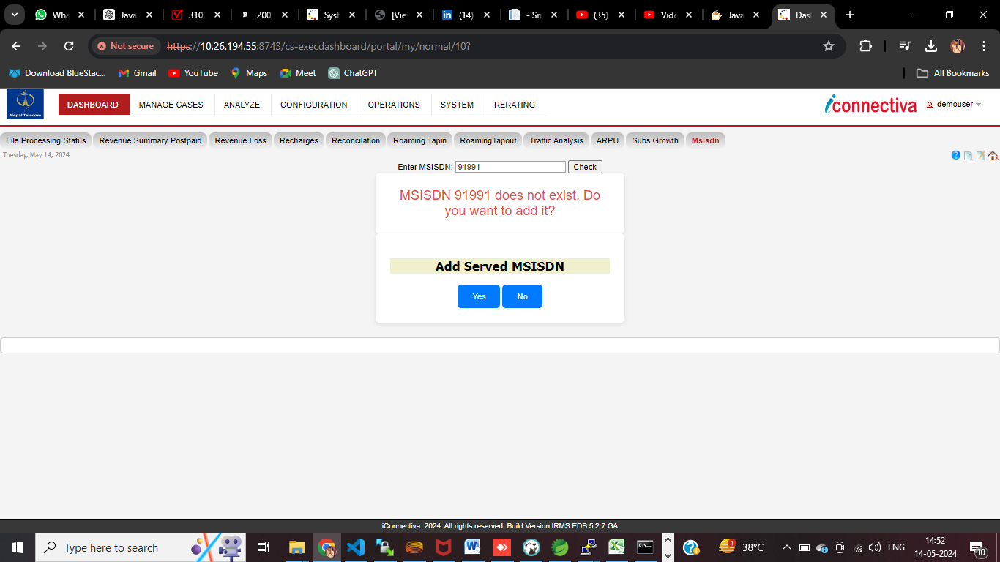 Wha
Java
310
200
Syst
[Vie
(14)
- Sn
(35)
Vide
Java
Das
Not secure https://10.26.194.55:8743/cs-execdashboard/portal/my/normal/10?
Download BlueStac... Gmail YouTube Maps Meet ChatGPT All Bookmarks
Nepal Telecom
DASHBOARD MANAGE CASES ANALYZE CONFIGURATION OPERATIONS SYSTEM RERATING
iconnectiva demouser
File Processing Status Revenue Summary Postpaid Revenue Loss Recharges Reconcilation Roaming Tapin RoamingTapout Traffic Analysis ARPU Subs Growth Msisdn
Tuesday, May 14, 2024
Enter MSISDN: 91991 Check
MSISDN 91991 does not exist. Do
you want to add it?
Add Served MSISDN
Yes No
iConnectiva. 2024. All rights reserved. Build Version:IRMS EDB.5.2.7.GA
Type here to search
38°C ENG
14:52
14-05-2024
10